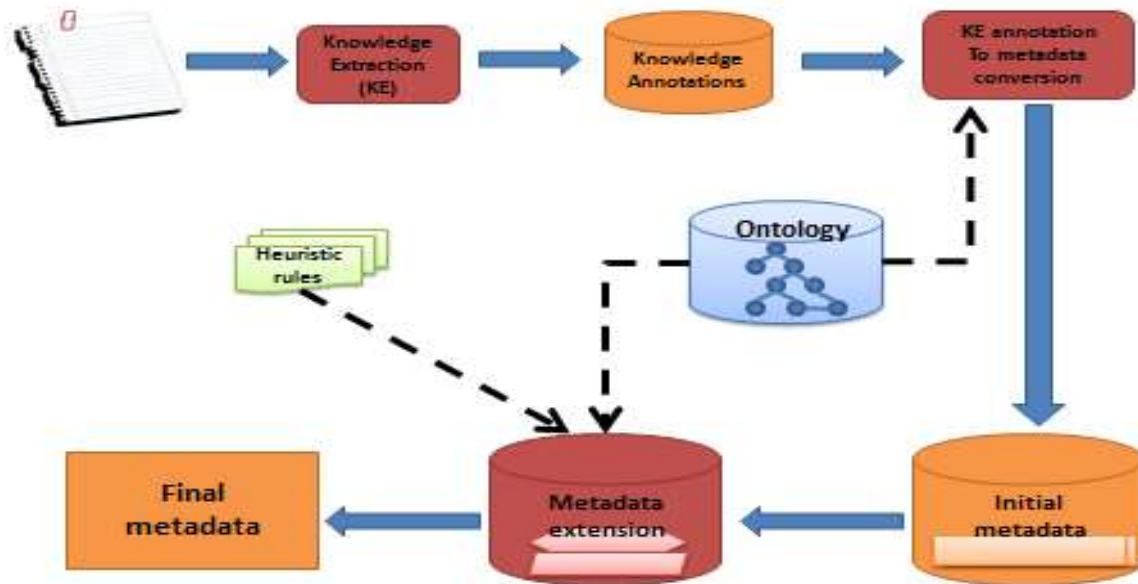 Knowledge
Extraction
(KE)
Knowledge
Annotations
KE annotation
To metadata
conversion
Ontology
Heuristic
rules
Final
metadata
Metadata
extension
Initial
metadata